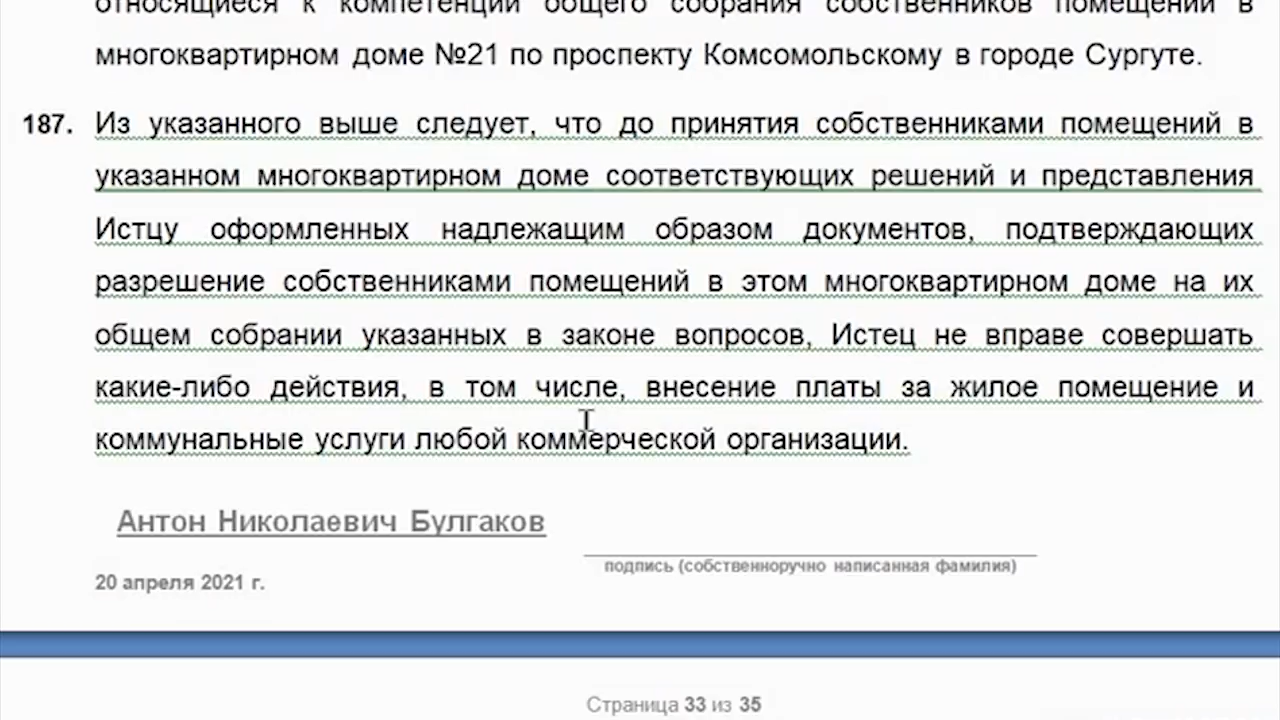 относящиеся к компетенции общего собрания собственников помещений в
многоквартирном доме №21 по проспекту Комсомольскому в городе Сургуте.
187. Из указанного выше следует, что до принятия собственниками помещений в
указанном многоквартирном доме соответствующих решений и представления
Истцу оформленных надлежащим образом документов, подтверждающих
разрешение собственниками помещений в этом многоквартирном доме на их
общем собрании указанных в законе вопросов, Истец не вправе совершать
какие-либо действия, в том числе, внесение платы за жилое помещение и
коммунальные услуги любой коммерческой организации.
Антон Николаевич Булгаков
подпись (собственноручно написанная фамилия)
20 апреля 2021 г.
Страница 33 из 35